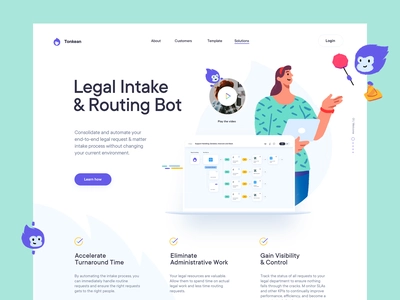 Tonkean
About
Customers
Template
Solutions
Login
Legal Intake
& Routing Bot
Consolidate and automate your
end-to-end legal request & matter
intake process without changing
your current environment.
Learn how
Play the video
Accelerate
Turnaround Time
By automating the intake process, you
can immediately handle routine
requests and ensure the right requests
gets to the right people.
Eliminate
Administrative Work
Your legal resources are valuable.
Allow them to spend time on actual
legal work and less time routing
requests.
Gain Visibility
& Control
Track the status of all requests to your
legal department to ensure nothing
falls through the cracks. All order SLAs
and other KPIs to continually improve
performance, efficiency, and become a